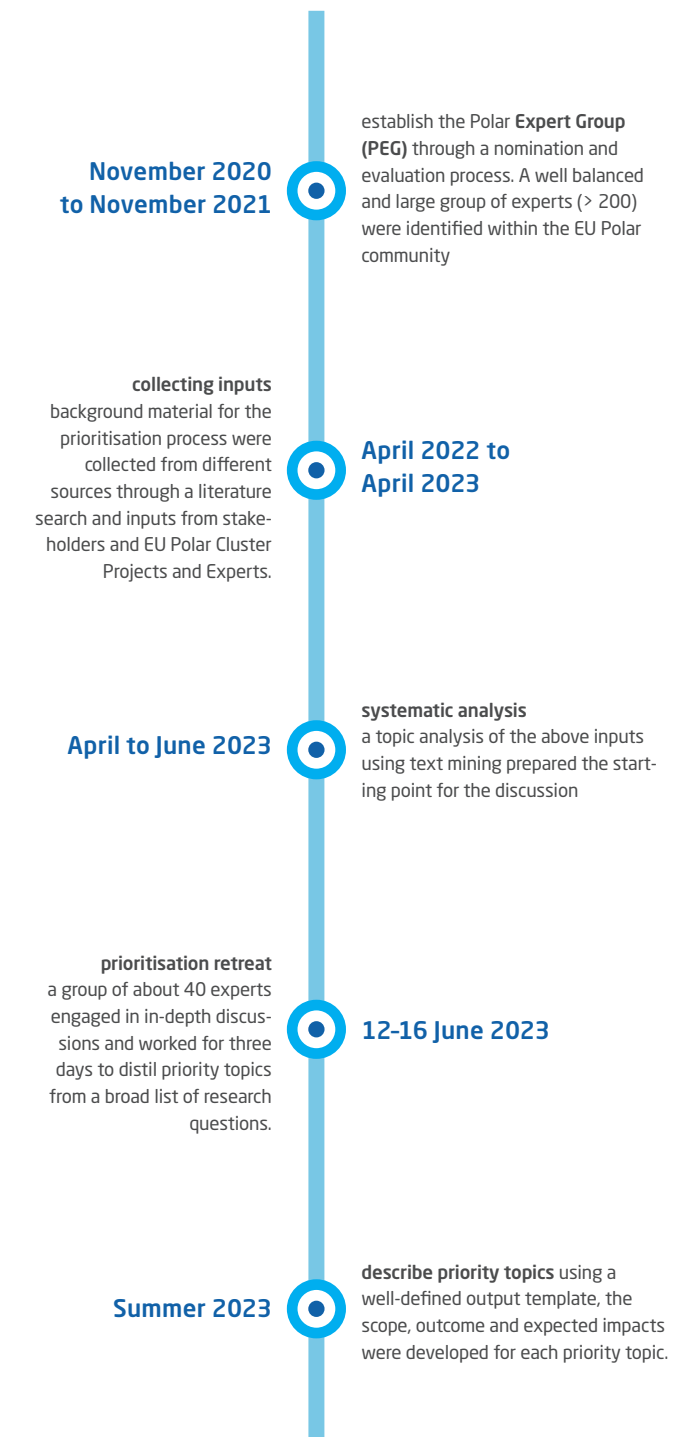 November 2020
to November 2021
establish the Polar Expert Group
(PEG) through a nomination and
evaluation process. A well balanced
and large group of experts (> 200)
were identified within the EU Polar
community
collecting inputs
background material for the
prioritisation process were
collected from different
sources through a literature
search and inputs from stake-
holders and EU Polar Cluster
Projects and Experts.
April 2022 to
April 2023
April to June 2023
systematic analysis
a topic analysis of the above inputs
using text mining prepared the start-
ing point for the discussion
prioritisation retreat
a group of about 40 experts
engaged in in-depth discus-
sions and worked for three
days to distil priority topics
from a broad list of research
questions.
12–16 June 2023
Summer 2023
describe priority topics using a
well-defined output template, the
scope, outcome and expected impacts
were developed for each priority topic.